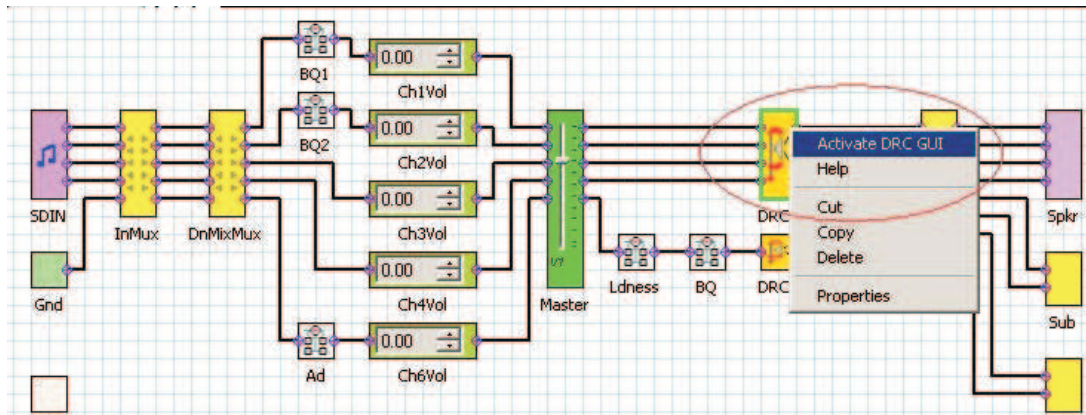 BQ1
0.00
Ch1Vol
BQ2
0.00
Ch2Vol
SDIN
InMux
DnMixMux
0.00
Ch3Vol
Gnd
0.00
Ch4Vol
Ad
0.00
Ch6Vol
Master
Ldness
BQ
DRC
DRC
Activate DRC GUI
Help
Cut
Copy
Delete
Properties
Spkr
Sub